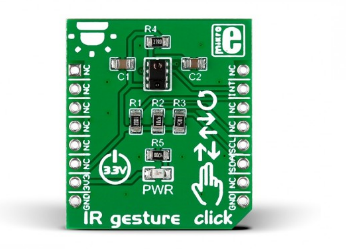 R4
mikro
e
C1
C2
NC
NC
NC
NC
NC
NC
3V3
GND
NC
INT
NC
NC
SCL
SDA
NC
GND
R1 R2 R3
R5
3.3V
PWR
IR gesture click